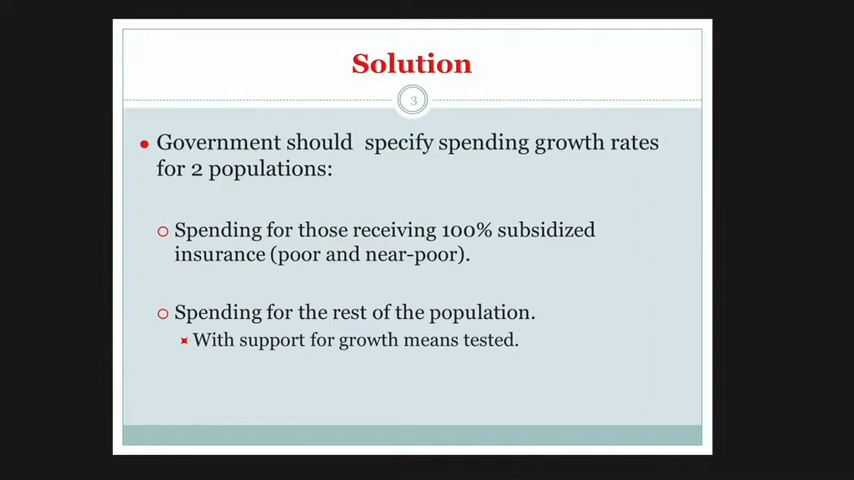 Solution
3
Government should specify spending growth rates
for 2 populations:
Spending for those receiving 100% subsidized
insurance (poor and near-poor).
Spending for the rest of the population.
With support for growth means tested.